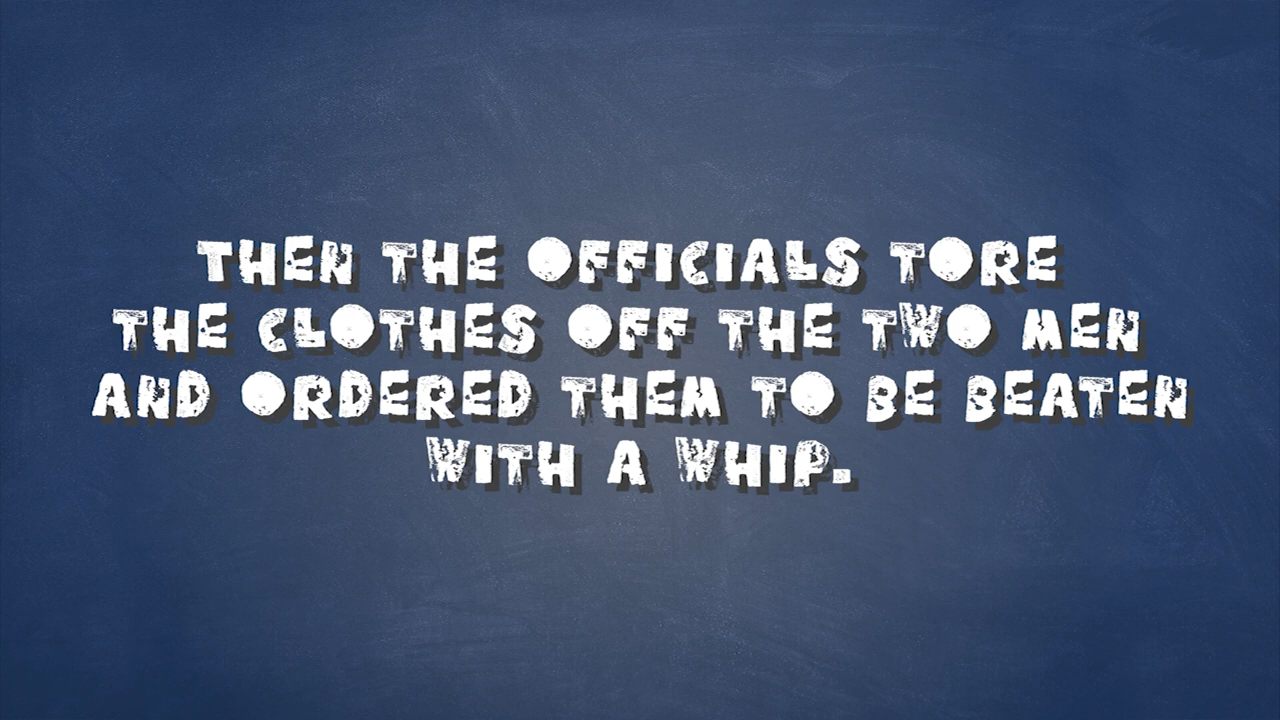 THEN THE OFFICIALS TORE
THE CLOTHES OFF THE TWO MEN
AND ORDERED THEM TO BE BEATEN
WITH A WHIP.